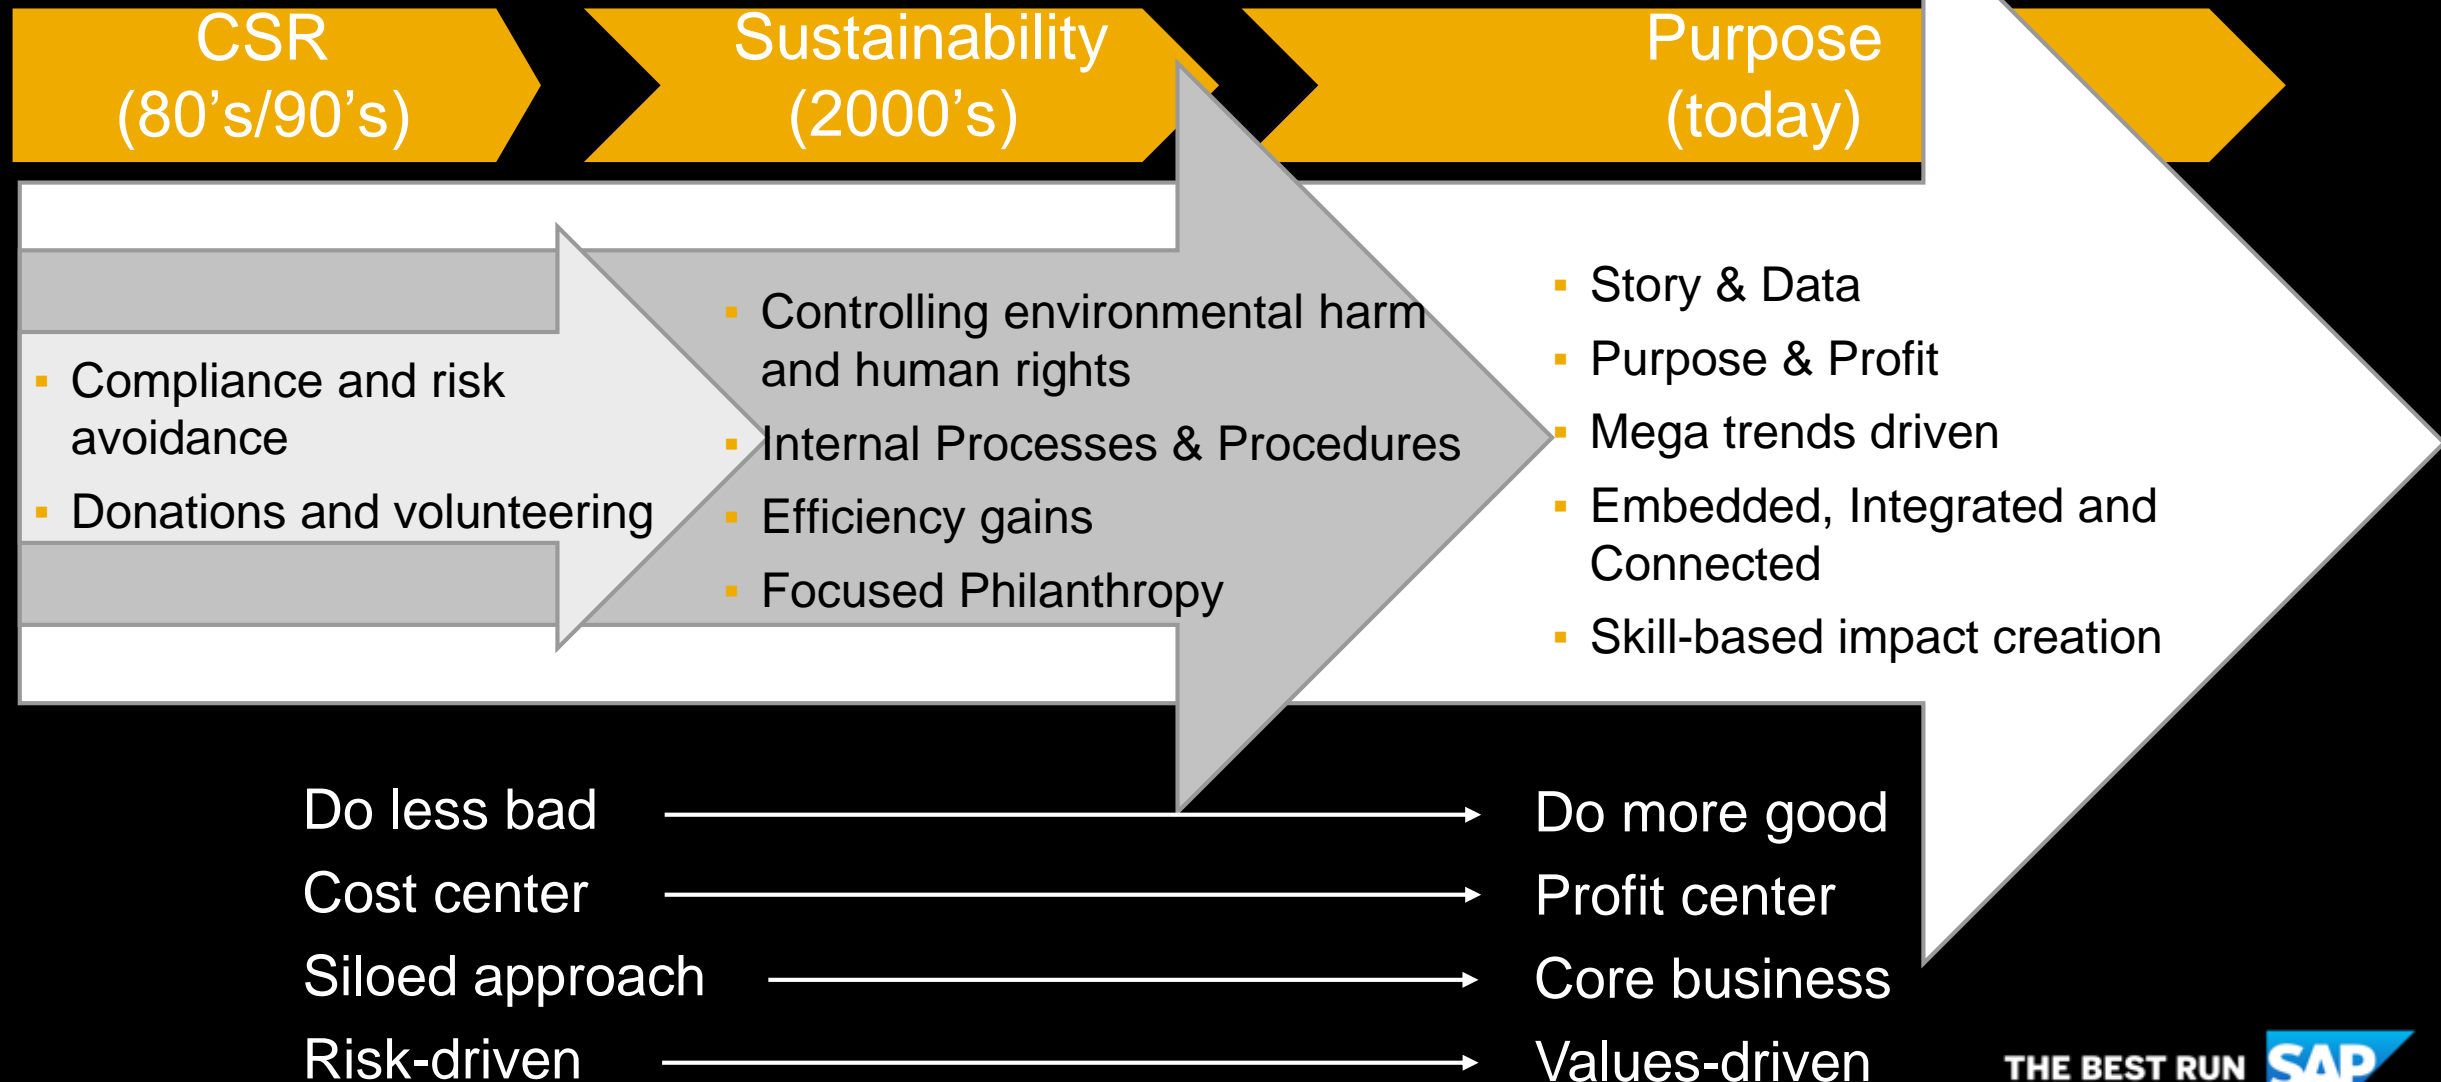 CSR
(80’s/90’s)
Sustainability
(2000’s)
Purpose
(today)
▪ Compliance and risk
avoidance
▪ Donations and volunteering
▪ Controlling environmental harm
and human rights
▪ Internal Processes & Procedures
▪ Efficiency gains
▪ Focused Philanthropy
▪ Story & Data
▪ Purpose & Profit
▪ Mega trends driven
▪ Embedded, Integrated and
Connected
▪ Skill-based impact creation
Do less bad
Do more good
Cost center
Profit center
Siloed approach
Core business
Risk-driven
Values-driven
THE BEST RUN SAP